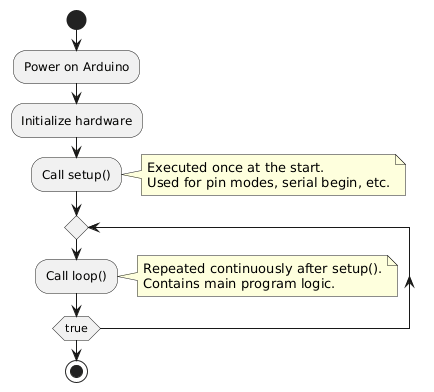 Power on Arduino
Initialize hardware
Call setup()
Executed once at the start.
Used for pin modes, serial begin, etc.
Call loop()
Repeated continuously after setup().
Contains main program logic.
true